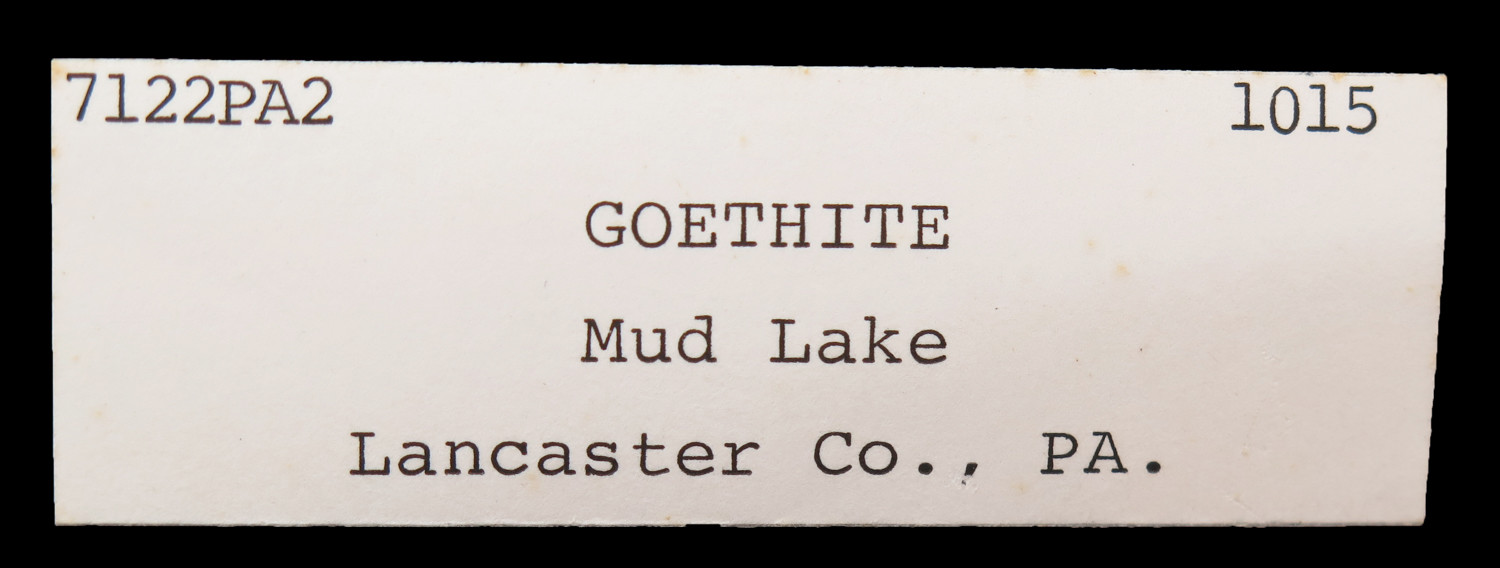 7122PA2 1015
GOETHITE
Mud Lake
Lancaster Co., PA.